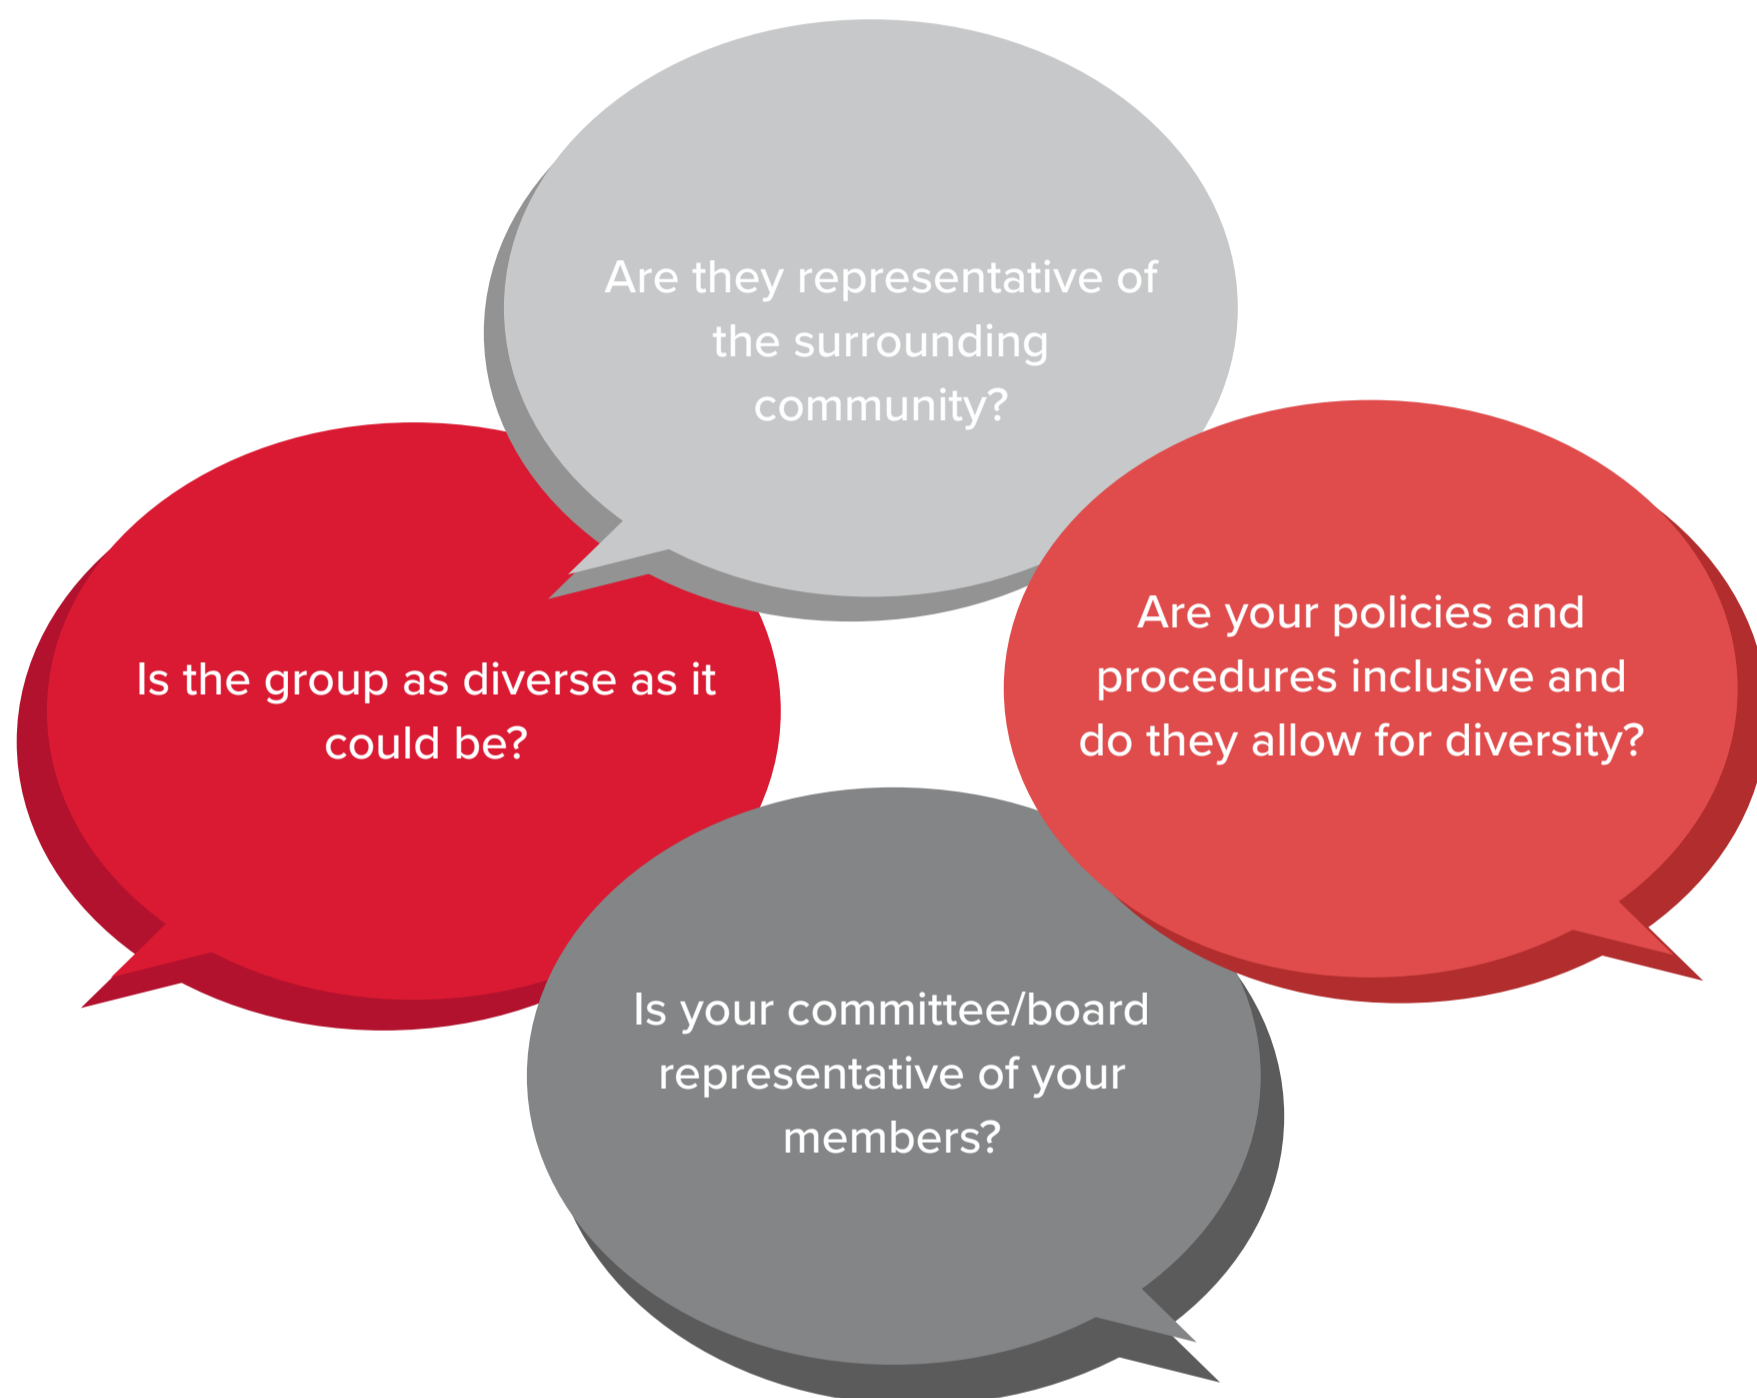 Are they representative of
the surrounding
community?
Is the group as diverse as it
could be?
Are your policies and
procedures inclusive and
do they allow for diversity?
Is your committee/board
representative of your
members?